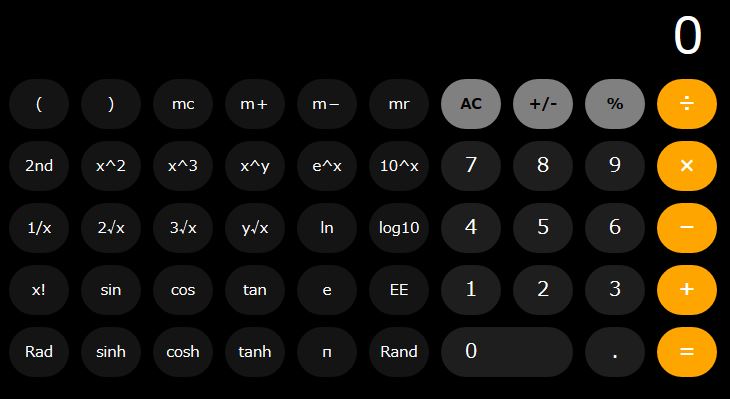 0
( ) mc m+ m− mr AC +/- % ÷
2nd x^2 x^3 x^y e^x 10^x 7 8 9 ×
1/x 2√x 3√x y√x ln log10 4 5 6 −
x! sin cos tan e EE 1 2 3 +
Rad sinh cosh tanh п Rand 0 . =